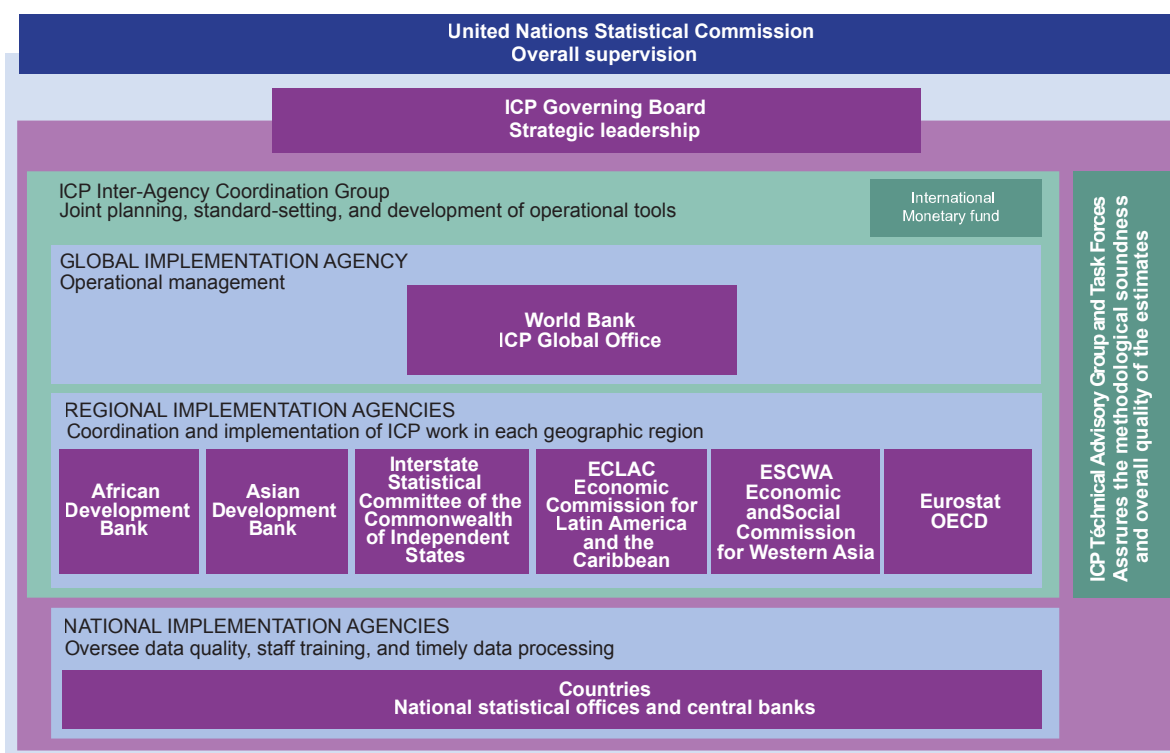 United Nations Statistical Commission
Overall supervision
ICP Governing Board
Strategic leadership
ICP Inter-Agency Coordination Group
Joint planning, standard-setting, and development of operational tools
International
Monetary fund
GLOBAL IMPLEMENTATION AGENCY
Operational management
World Bank
ICP Global Office
REGIONAL IMPLEMENTATION AGENCIES
Coordination and implementation of ICP work in each geographic region
African
Development
Bank
Asian
Development
Bank
Interstate
Statistical
Committee of the
Commonwealth
of Independent
States
ECLAC
Economic
Commission for
Latin America
and the
Caribbean
ESCWA
Economic
andSocial
Commission
for Western Asia
Eurostat
OECD
NATIONAL IMPLEMENTATION AGENCIES
Oversee data quality, staff training, and timely data processing
Countries
National statistical offices and central banks
ICP Téchnical Advisory Group and Task Forces
Assrures the methodological soundness
and overall quality of the estimates